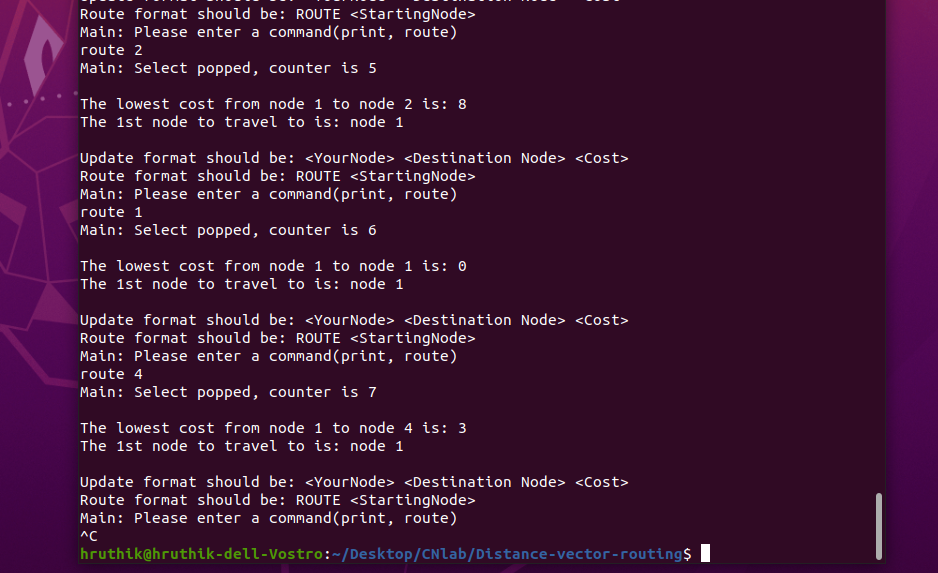 Route format should be: ROUTE <StartingNode>
Main: Please enter a command(print, route)
route 2
Main: Select popped, counter is 5
The lowest cost from node 1 to node 2 is: 8
The 1st node to travel to is: node 1
Update format should be: <YourNode> <Destination Node> <Cost>
Route format should be: ROUTE <StartingNode>
Main: Please enter a command(print, route)
route 1
Main: Select popped, counter is 6
The lowest cost from node 1 to node 1 is: 0
The 1st node to travel to is: node 1
Update format should be: <YourNode> <Destination Node> <Cost>
Route format should be: ROUTE <StartingNode>
Main: Please enter a command(print, route)
route 4
Main: Select popped, counter is 7
The lowest cost from node 1 to node 4 is: 3
The 1st node to travel to is: node 1
Update format should be: <YourNode> <Destination Node> <Cost>
Route format should be: ROUTE <StartingNode>
Main: Please enter a command(print, route)
^C
hruthik@hruthik-dell-Vostro:~/Desktop/CNlab/Distance-vector-routing$